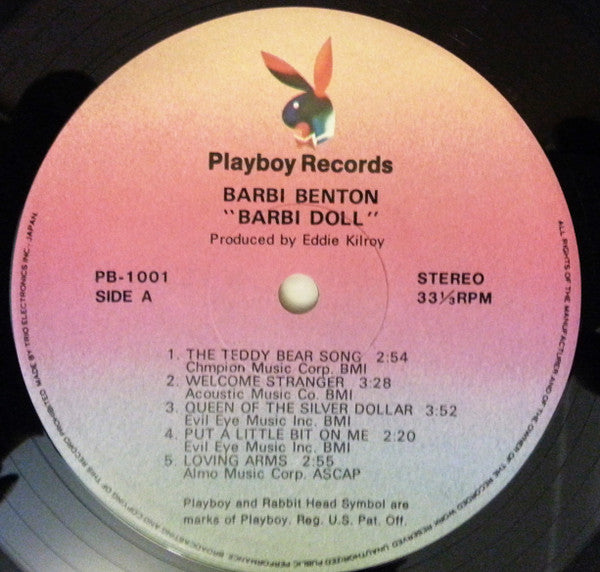 Playboy Records
BARBI BENTON
"BARBI DOLL"
Produced by Eddie Kilroy
PB-1001
SIDE A
STEREO
33⅓RPM
1. THE TEDDY BEAR SONG 2:54
Chmpion Music Corp. BMI
2. WELCOME STRANGER 3:28
Acoustic Music Co. BMI
3. QUEEN OF THE SILVER DOLLAR 3:52
Evil Eye Music Inc. BMI
4. PUT A LITTLE BIT ON ME 2:20
Evil Eye Music Inc. BMI
5. LOVING ARMS 2:55
Almo Music Corp. ASCAP
Playboy and Rabbit Head Symbol are
marks of Playboy. Reg. U.S. Pat. Off.
ALL RIGHTS OF THE MANUFACTURER AND OF THE OWNER OF THE RECORDED WORK RESERVED UNAUTHORIZED PUBLIC PERFORMANCE BROADCASTING AND COPYING OF THIS RECORD PROHIBITED MADE BY TRIO ELECTRONICS INC., JAPAN.